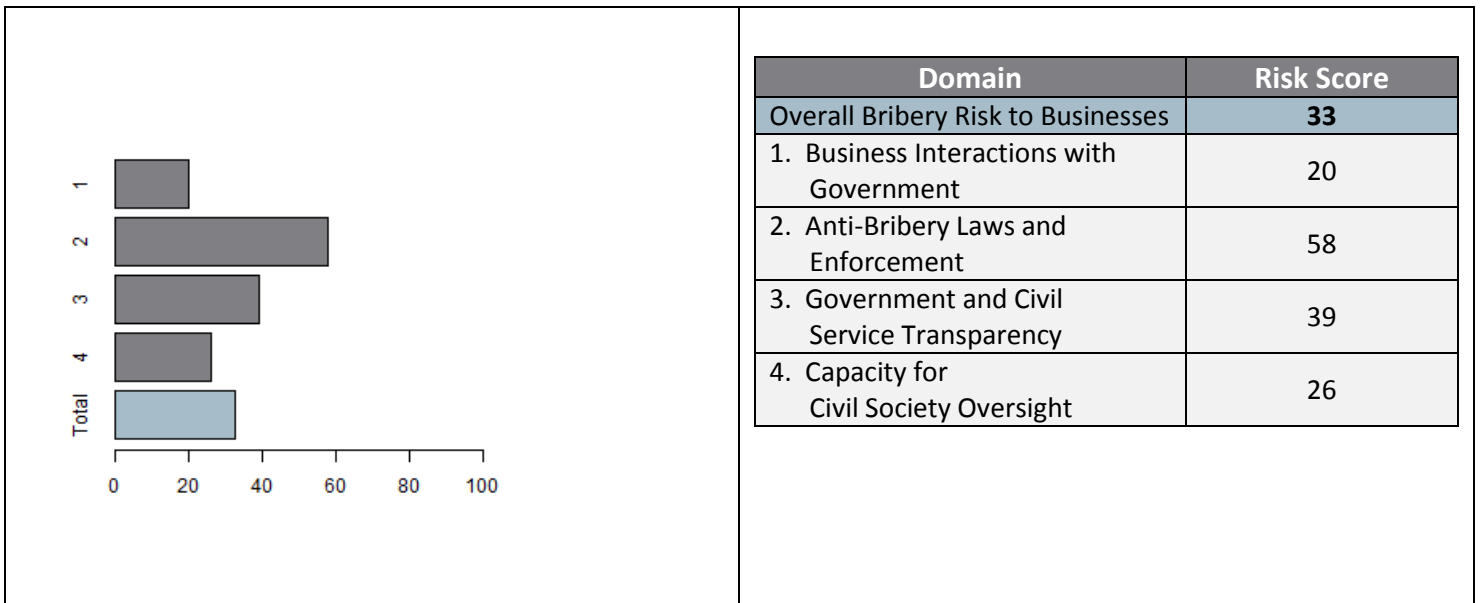 1
2
3
4
Total
0 20 40 60 80 100
Domain Risk Score
Overall Bribery Risk to Businesses 33
1. Business Interactions with
Government 20
2. Anti-Bribery Laws and
Enforcement 58
3. Government and Civil
Service Transparency 39
4. Capacity for
Civil Society Oversight 26